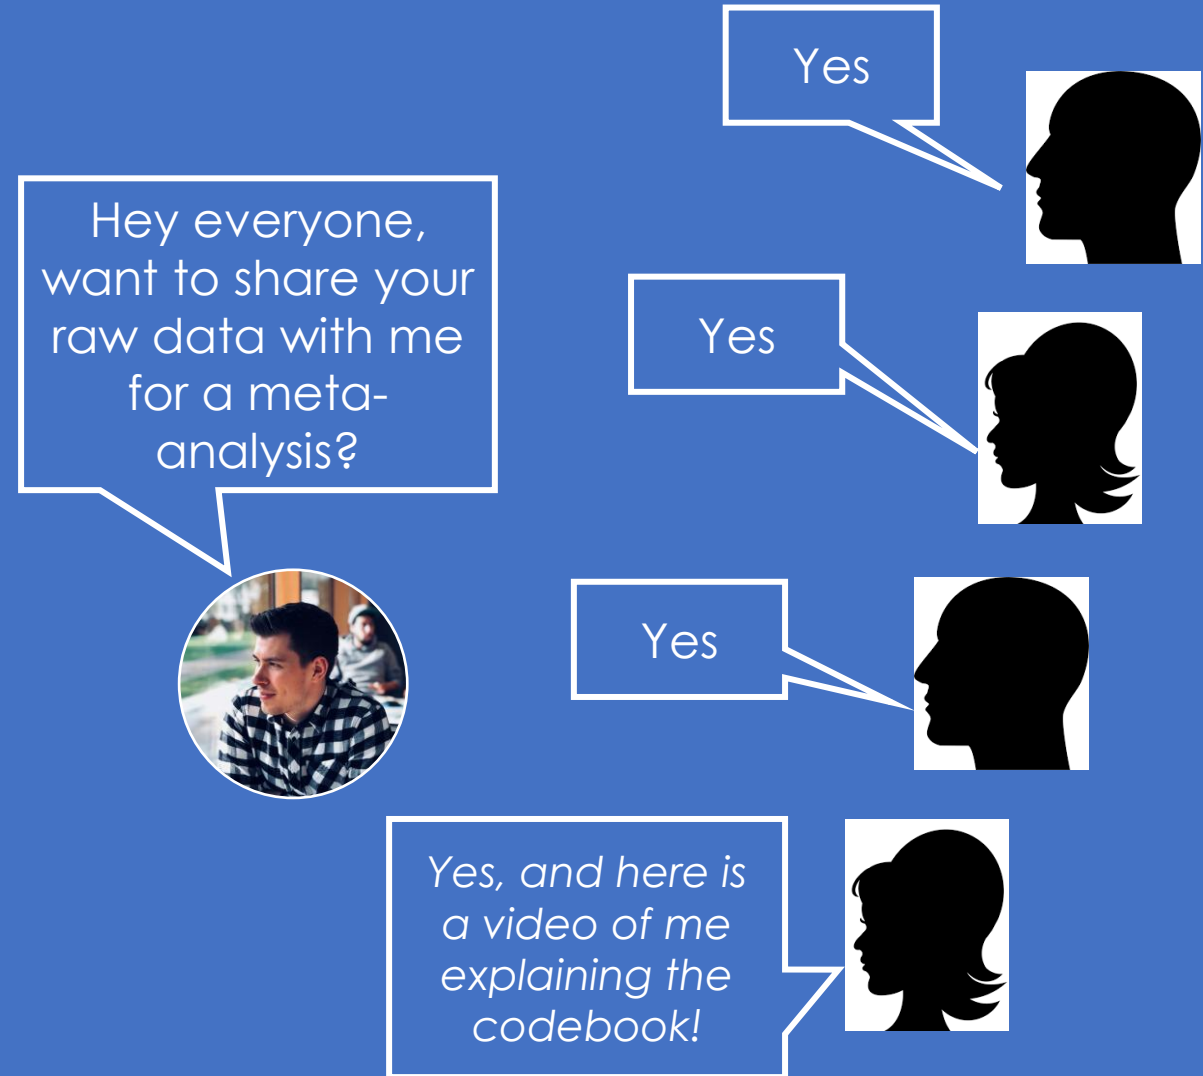 Yes
Hey everyone,
want to share your
raw data with me
for a meta-
analysis?
Yes
Yes
Yes, and here is
a video of me
explaining the
codebook!